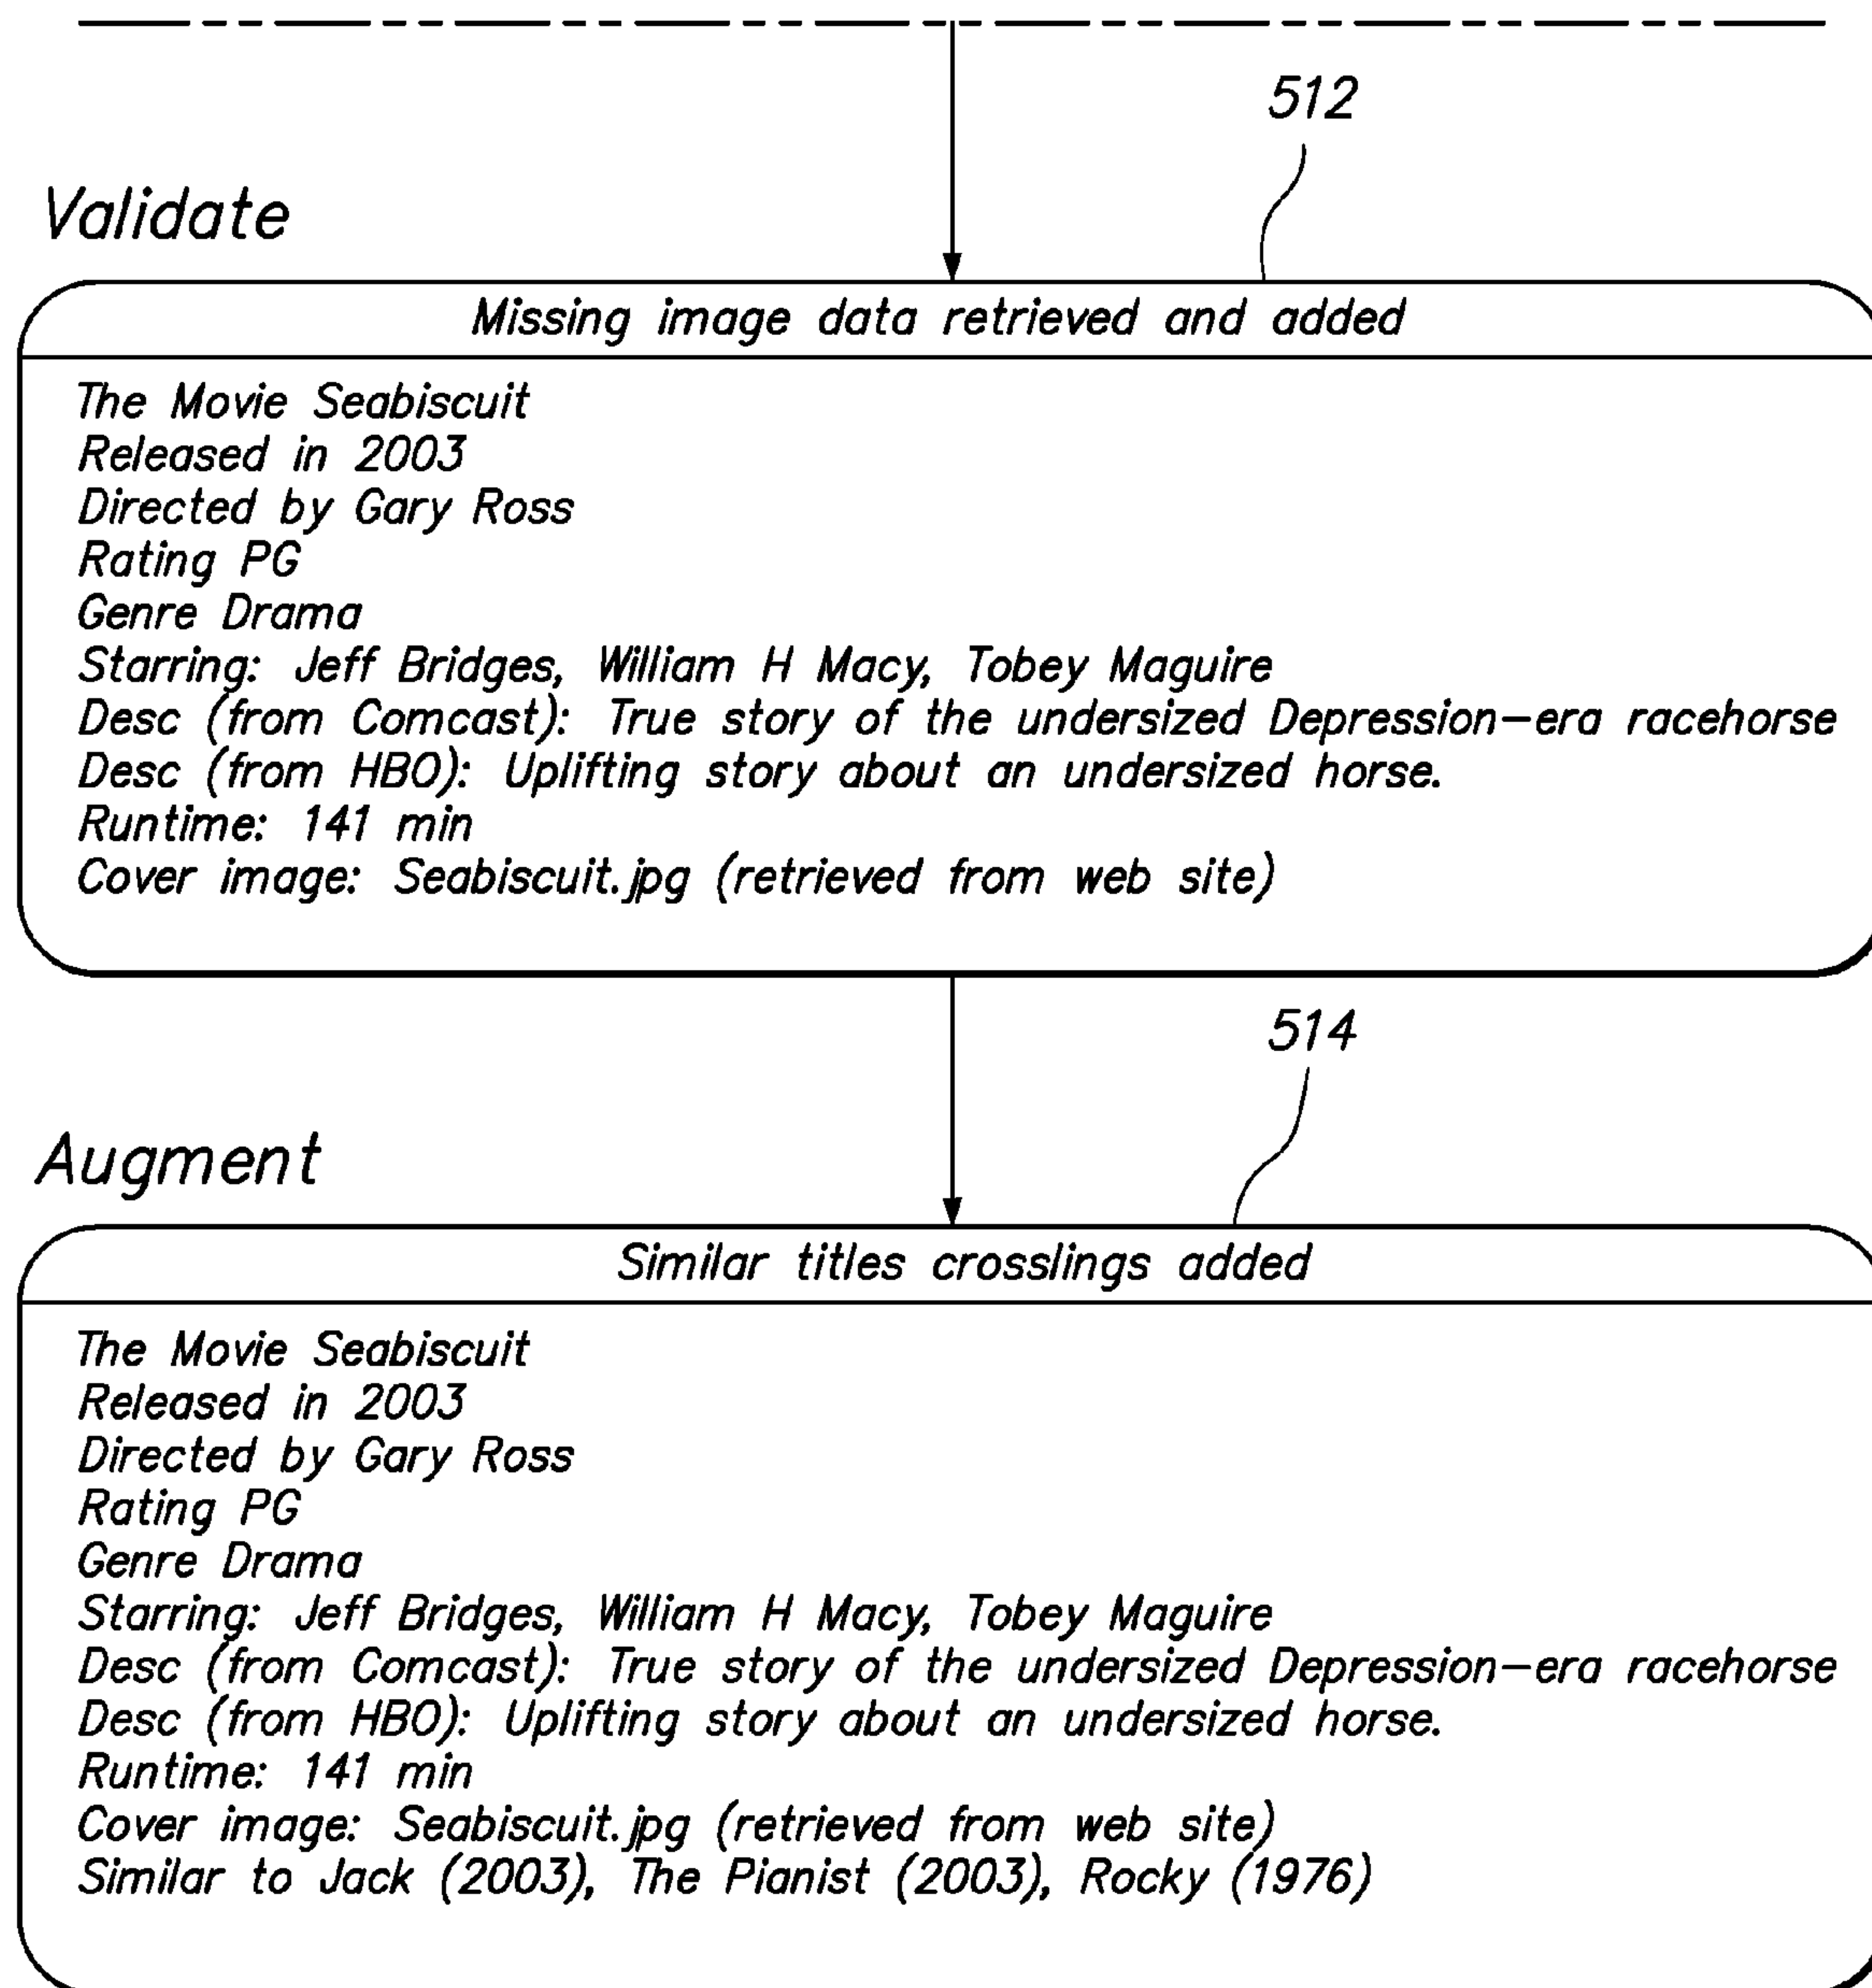 512
Validate
Missing image data retrieved and added
The Movie Seabiscuit
Released in 2003
Directed by Gary Ross
Rating PG
Genre Drama
Starring: Jeff Bridges, William H Macy, Tobey Maguire
Desc (from Comcast): True story of the undersized Depression-era racehorse
Desc (from HBO): Uplifting story about an undersized horse.
Runtime: 141 min
Cover image: Seabiscuit.jpg (retrieved from web site)
514
Augment
Similar titles crosslings added
The Movie Seabiscuit
Released in 2003
Directed by Gary Ross
Rating PG
Genre Drama
Starring: Jeff Bridges, William H Macy, Tobey Maguire
Desc (from Comcast): True story of the undersized Depression-era racehorse
Desc (from HBO): Uplifting story about an undersized horse.
Runtime: 141 min
Cover image: Seabiscuit.jpg (retrieved from web site)
Similar to Jack (2003), The Pianist (2003), Rocky (1976)